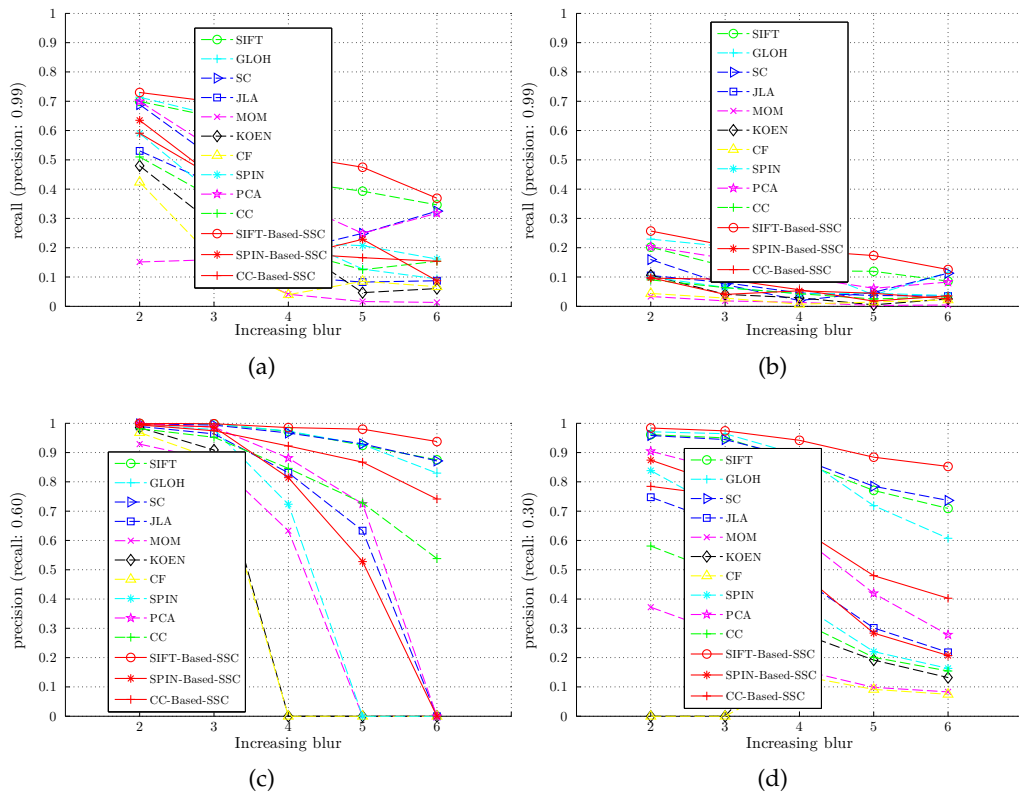 1
0.9
0.8
0.7
0.6
0.5
0.4
0.3
0.2
0.1
0
recall (precision: 0.99)
2 3 4 5 6
Increasing blur
SIFT
GLOH
SC
JLA
MOM
KOEN
CF
SPIN
PCA
CC
SIFT-Based-SSC
SPIN-Based-SSC
CC-Based-SSC
(a)
1
0.9
0.8
0.7
0.6
0.5
0.4
0.3
0.2
0.1
0
recall (precision: 0.99)
2 3 4 5 6
Increasing blur
SIFT
GLOH
SC
JLA
MOM
KOEN
CF
SPIN
PCA
CC
SIFT-Based-SSC
SPIN-Based-SSC
CC-Based-SSC
(b)
1
0.9
0.8
0.7
0.6
0.5
0.4
0.3
0.2
0.1
0
precision (recall: 0.60)
2 3 4 5 6
Increasing blur
SIFT
GLOH
SC
JLA
MOM
KOEN
CF
SPIN
PCA
CC
SIFT-Based-SSC
SPIN-Based-SSC
CC-Based-SSC
(c)
1
0.9
0.8
0.7
0.6
0.5
0.4
0.3
0.2
0.1
0
precision (recall: 0.30)
2 3 4 5 6
Increasing blur
SIFT
GLOH
SC
JLA
MOM
KOEN
CF
SPIN
PCA
CC
SIFT-Based-SSC
SPIN-Based-SSC
CC-Based-SSC
(d)